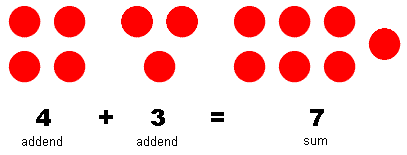 4 + 3 = 7
addend addend sum